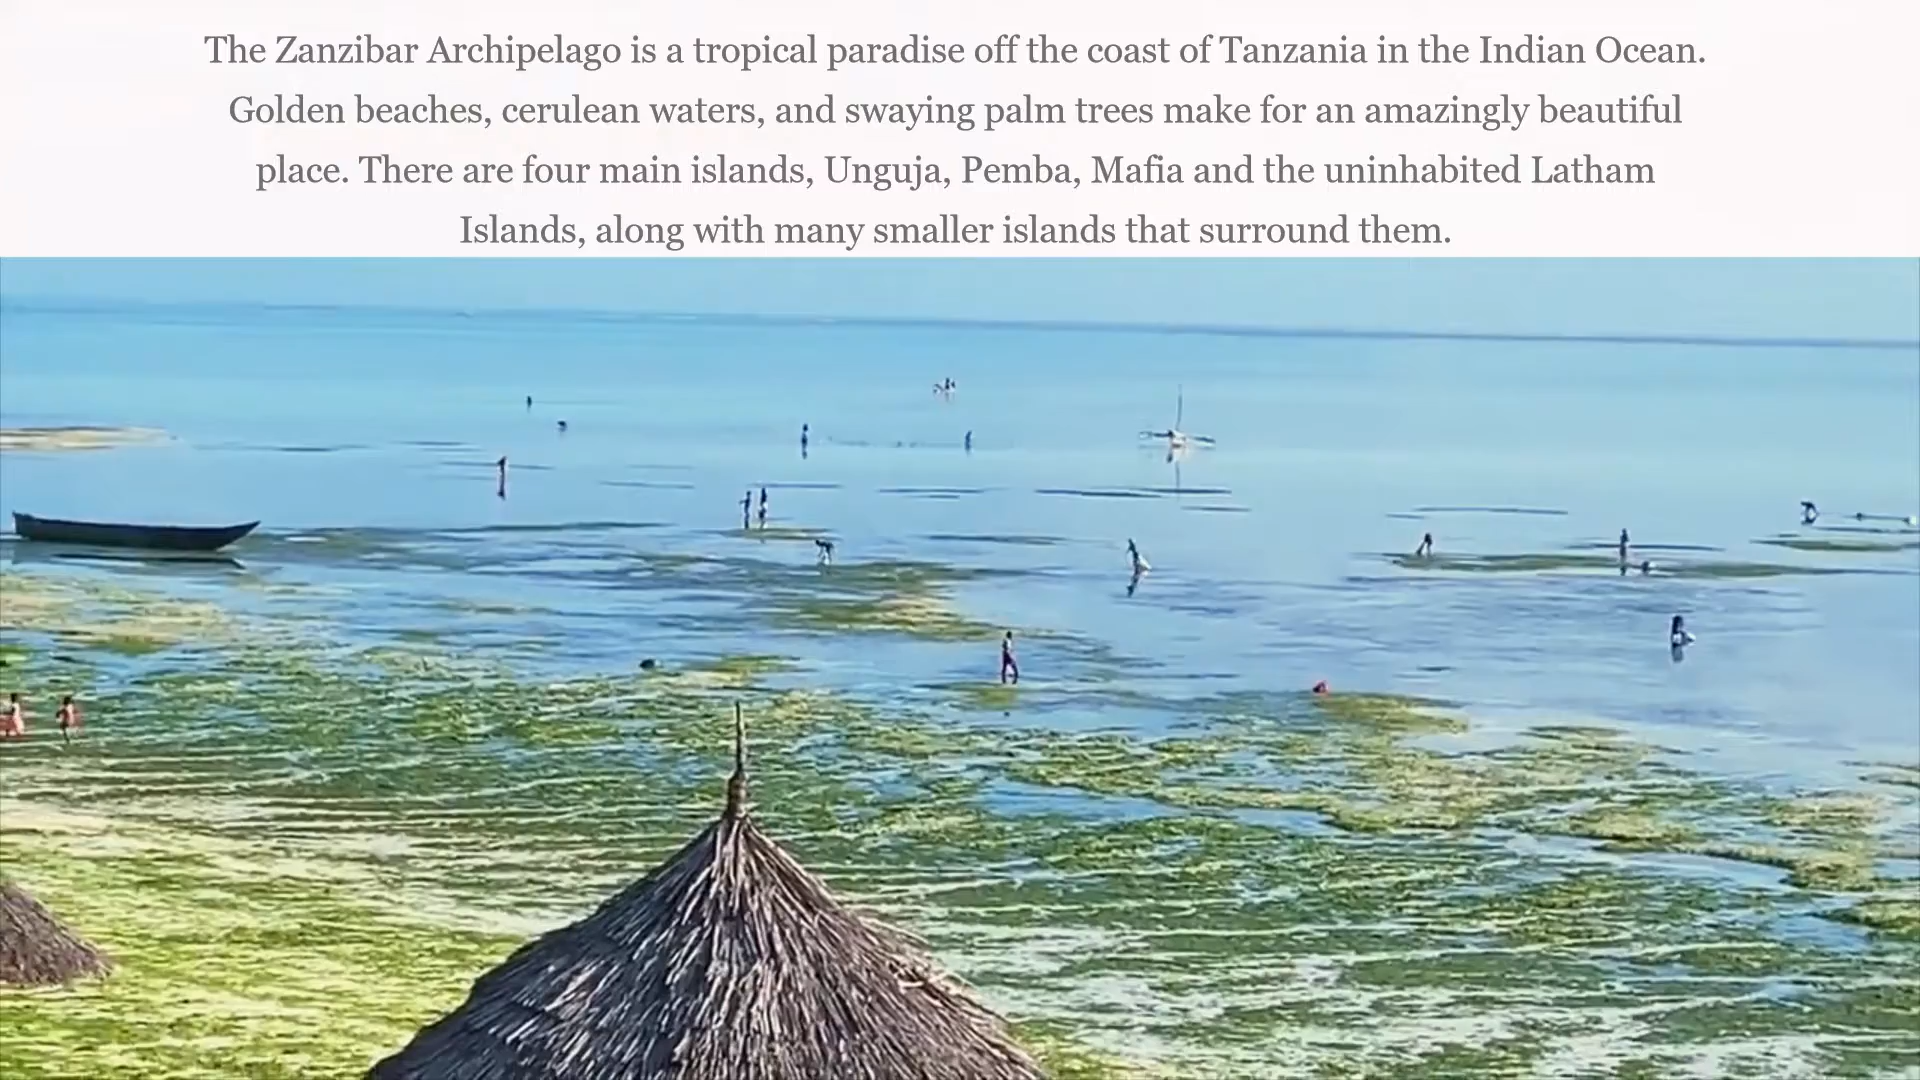 The Zanzibar Archipelago is a tropical paradise off the coast of Tanzania in the Indian Ocean.
Golden beaches, cerulean waters, and swaying palm trees make for an amazingly beautiful
place. There are four main islands, Unguja, Pemba, Mafia and the uninhabited Latham
Islands, along with many smaller islands that surround them.